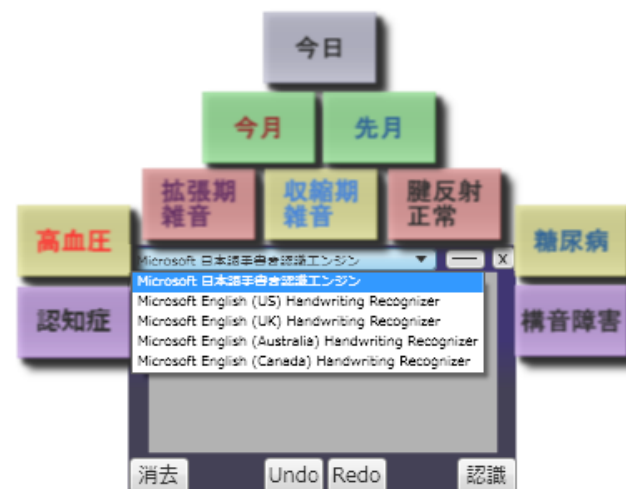 今日
今月
先月
拡張期
雑音
収縮期
雑音
腱反射
正常
高血圧
糖尿病
認知症
構音障害
Microsoft 日本語手書き認識エンジン
X
Microsoft 日本語手書き認識エンジン
Microsoft English (US) Handwriting Recognizer
Microsoft English (UK) Handwriting Recognizer
Microsoft English (Australia) Handwriting Recognizer
Microsoft English (Canada) Handwriting Recognizer
消去
Undo
Redo
認識